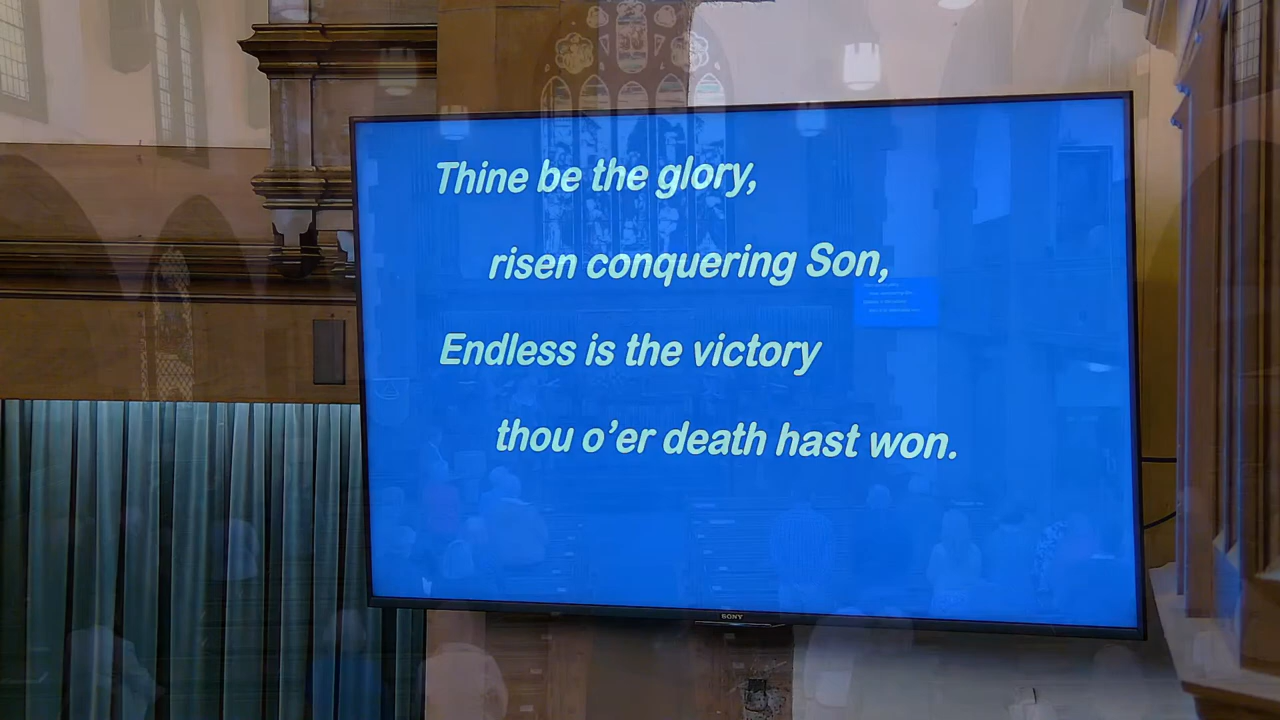 Thine be the glory,
risen conquering Son,
Endless is the victory
thou o’er death hast won.
SONY